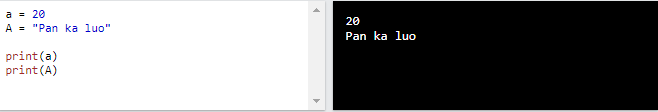 a = 20
A = "Pan ka luo"
print(a)
print(A)
20
Pan ka luo